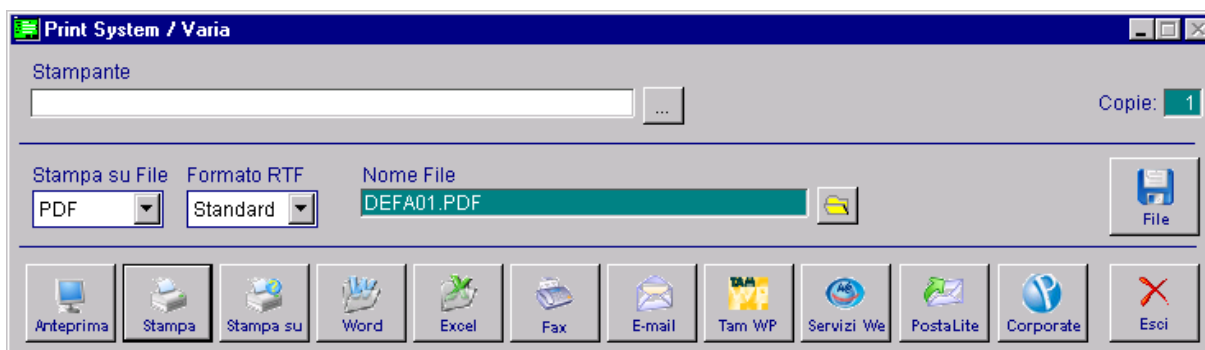 Print System / Varia
Stampante
...
Copie: 1
Stampa su File Formato RTF Nome File
PDF Standard DEFA01.PDF
File
Anteprima Stampa Stampa su Word Excel Fax E-mail Tam WP Servizi We PostaLite Corporate Esci